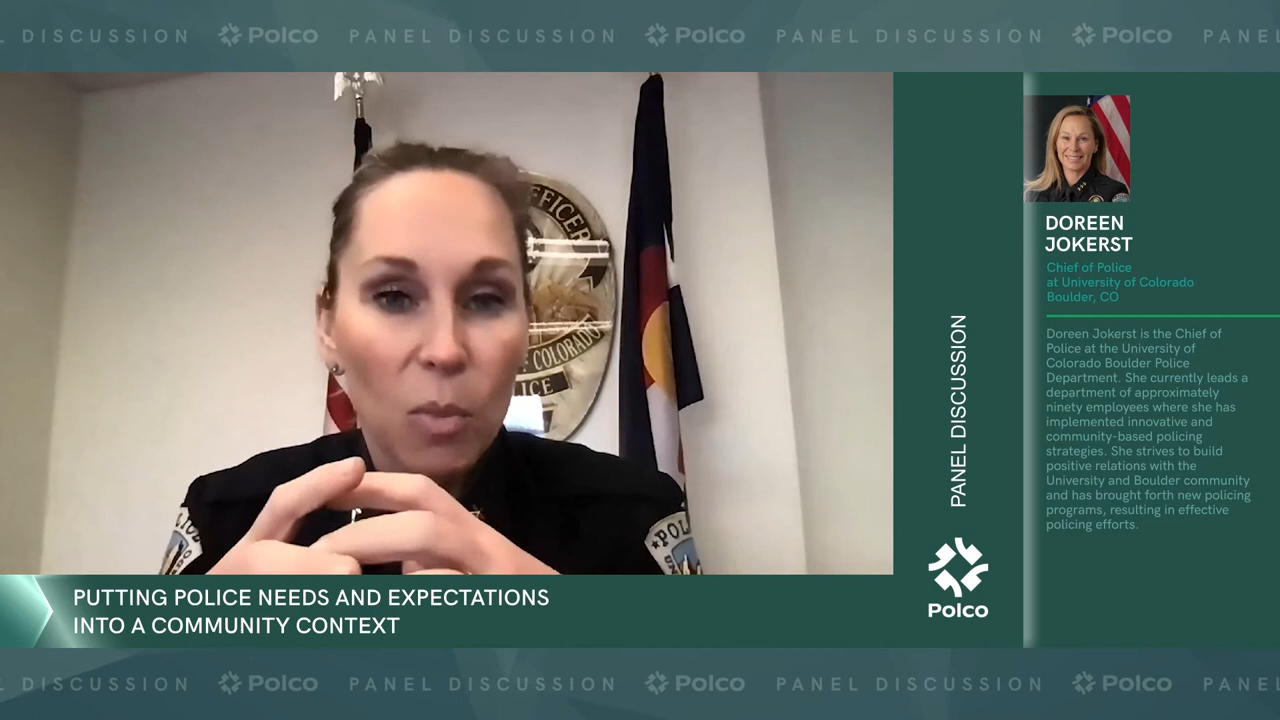 L DISCUSSION Polco PANEL DISCUSSION Polco PANEL DISCUSSION Polco PANE
OFFICER
OF COLORADO
ICE
POL
PANEL DISCUSSION
Polco
DOREEN
JOKERST
Chief of Police
at University of Colorado
Boulder, CO
Doreen Jokerst is the Chief of
Police at the University of
Colorado Boulder Police
Department. She currently leads a
department of approximately
ninety employees where she has
implemented innovative and
community-based policing
strategies. She strives to build
positive relations with the
University and Boulder community
and has brought forth new policing
programs, resulting in effective
policing efforts.
PUTTING POLICE NEEDS AND EXPECTATIONS
INTO A COMMUNITY CONTEXT
L DISCUSSION Polco PANEL DISCUSSION Polco PANEL DISCUSSION Polco PANE